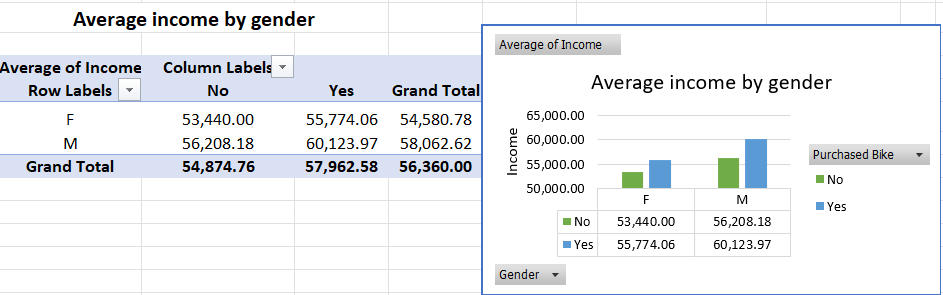 Average income by gender
Average of Income Column Labels
Row Labels No Yes Grand Total
F 53,440.00 55,774.06 54,580.78
M 56,208.18 60,123.97 58,062.62
Grand Total 54,874.76 57,962.58 56,360.00
Average of Income
Average income by gender
Income
65,000.00
60,000.00
55,000.00
50,000.00
F M
No 53,440.00 56,208.18
Yes 55,774.06 60,123.97
Purchased Bike
No
Yes
Gender